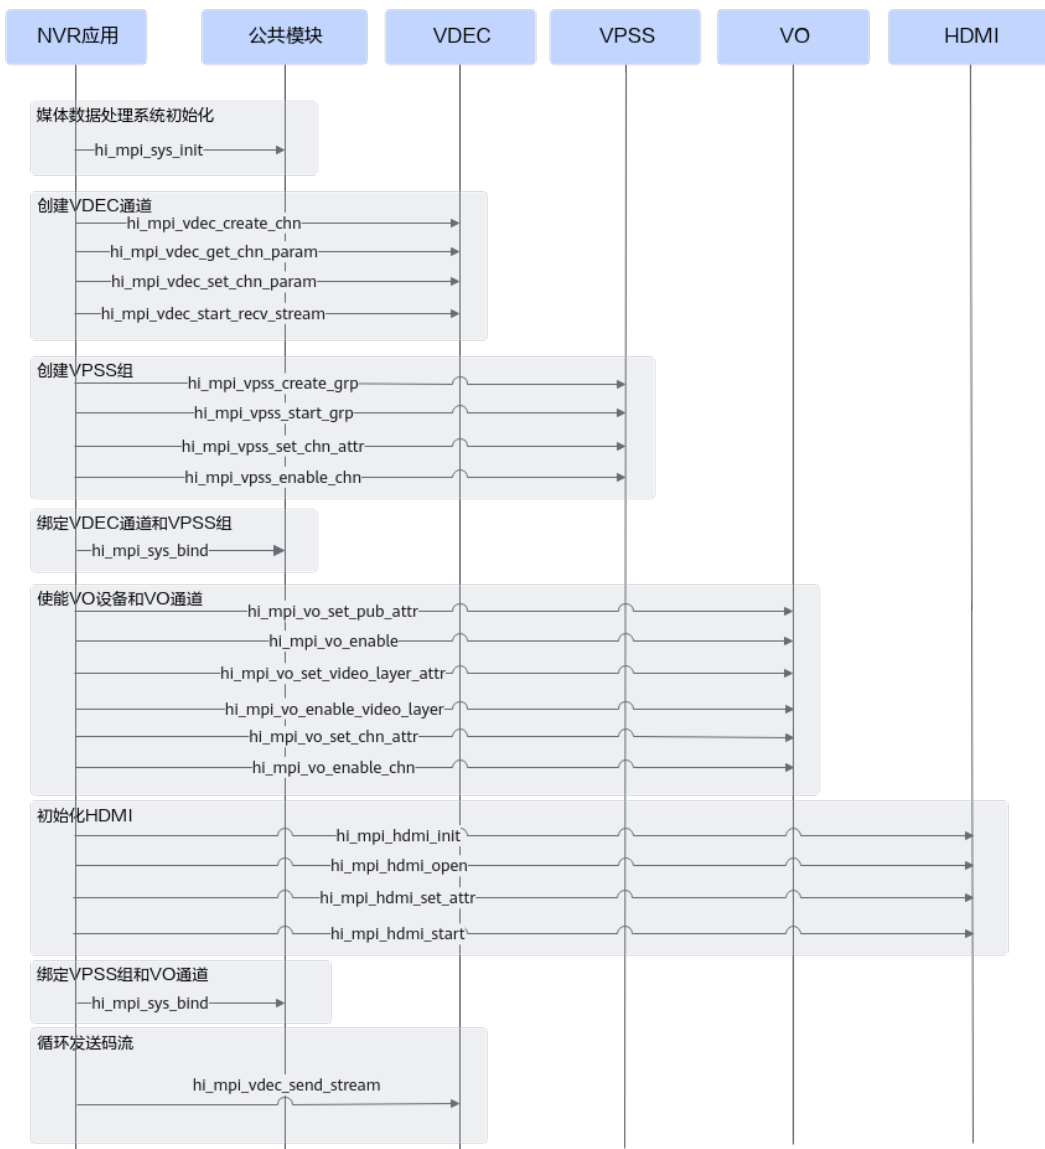 NVR应用
公共模块
VDEC
VPSS
VO
HDMI
媒体数据处理系统初始化
hi_mpi_sys_init
创建VDEC通道
hi_mpi_vdec_create_chn
hi_mpi_vdec_get_chn_param
hi_mpi_vdec_set_chn_param
hi_mpi_vdec_start_recv_stream
创建VPSS组
hi_mpi_vpss_create_grp
hi_mpi_vpss_start_grp
hi_mpi_vpss_set_chn_attr
hi_mpi_vpss_enable_chn
绑定VDEC通道和VPSS组
hi_mpi_sys_bind
使能VO设备和VO通道
hi_mpi_vo_set_pub_attr
hi_mpi_vo_enable
hi_mpi_vo_set_video_layer_attr
hi_mpi_vo_enable_video_layer
hi_mpi_vo_set_chn_attr
hi_mpi_vo_enable_chn
初始化HDMI
hi_mpi_hdmi_init
hi_mpi_hdmi_open
hi_mpi_hdmi_set_attr
hi_mpi_hdmi_start
绑定VPSS组和VO通道
hi_mpi_sys_bind
循环发送码流
hi_mpi_vdec_send_stream